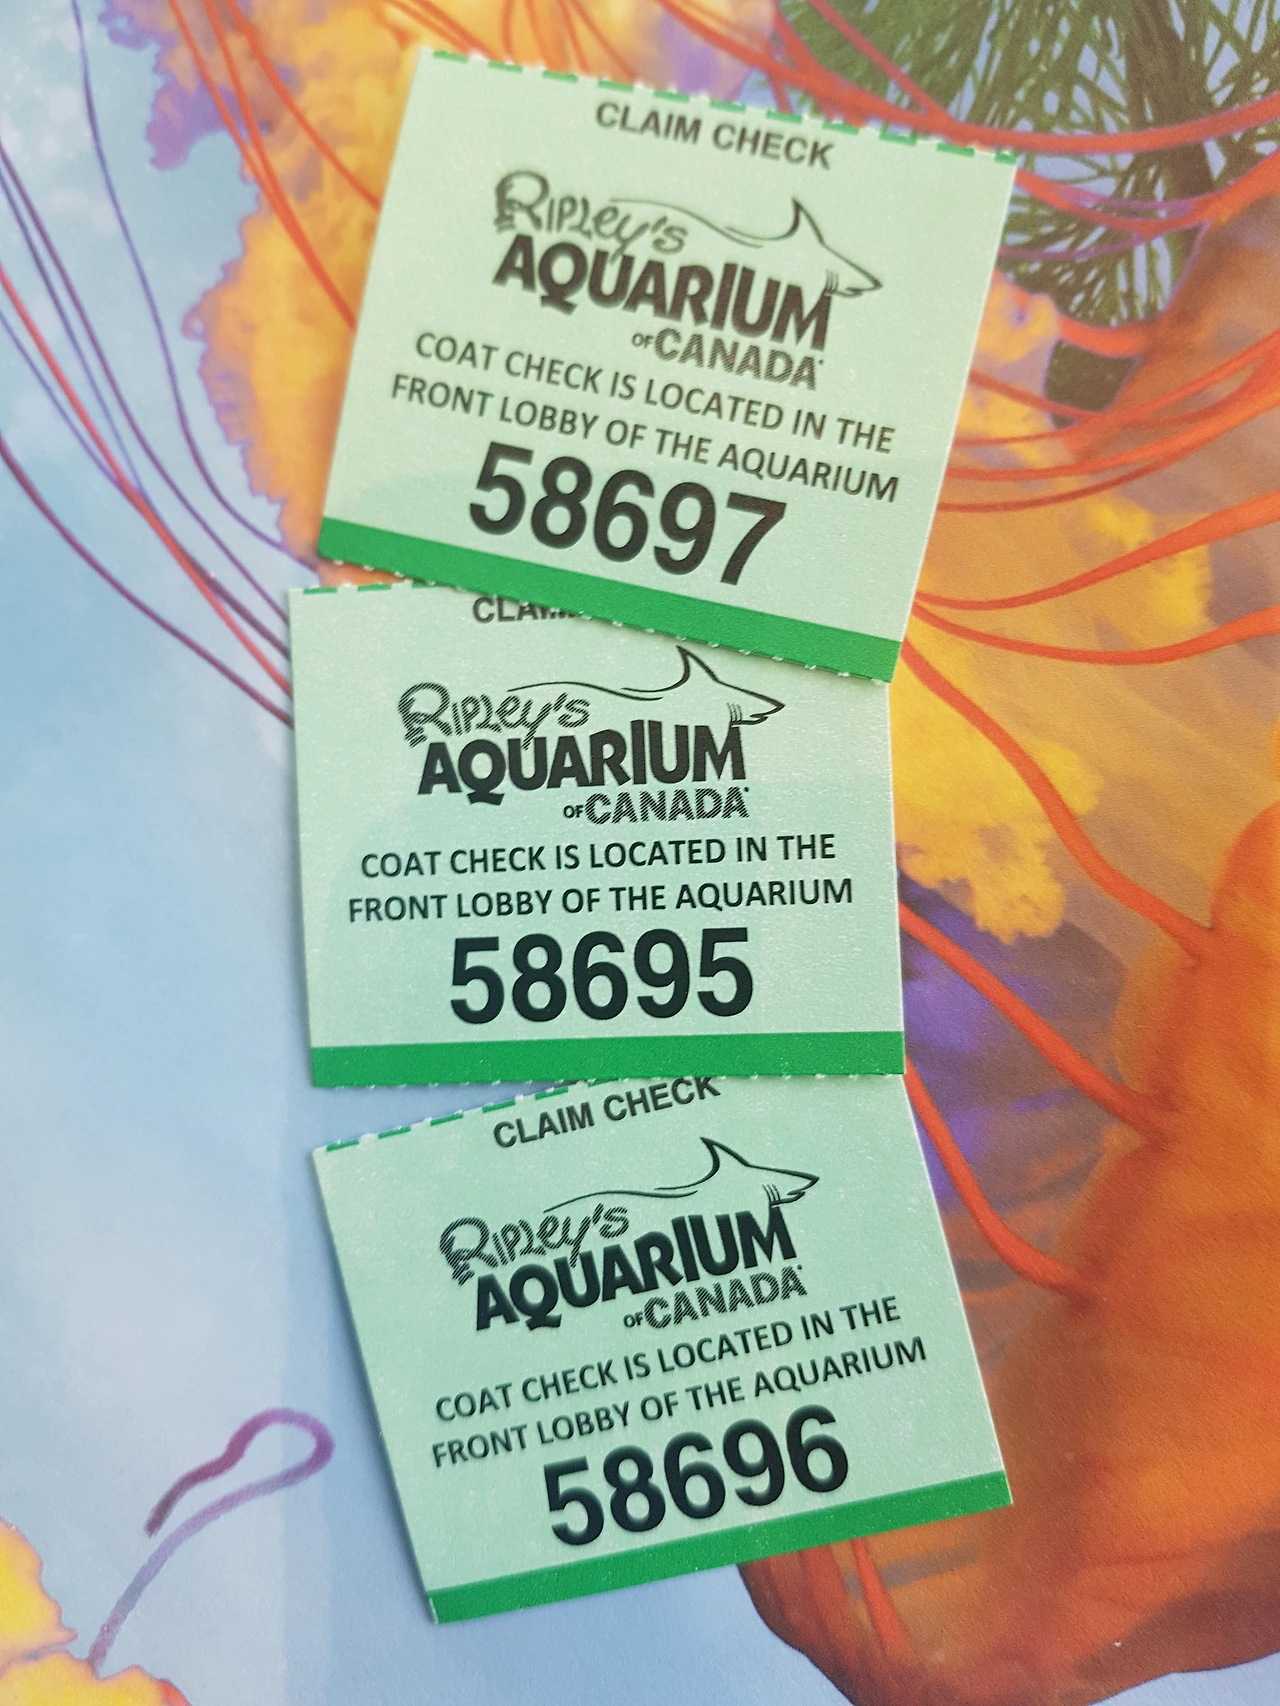 CLAIM CHECK
Ripley's
AQUARIUM
OF CANADA
COAT CHECK IS LOCATED IN THE
FRONT LOBBY OF THE AQUARIUM
58697
Ripley's
AQUARIUM
OF CANADA
COAT CHECK IS LOCATED IN THE
FRONT LOBBY OF THE AQUARIUM
58695
CLAIM CHECK
Ripley's
AQUARIUM
OF CANADA
COAT CHECK IS LOCATED IN THE
FRONT LOBBY OF THE AQUARIUM
58696